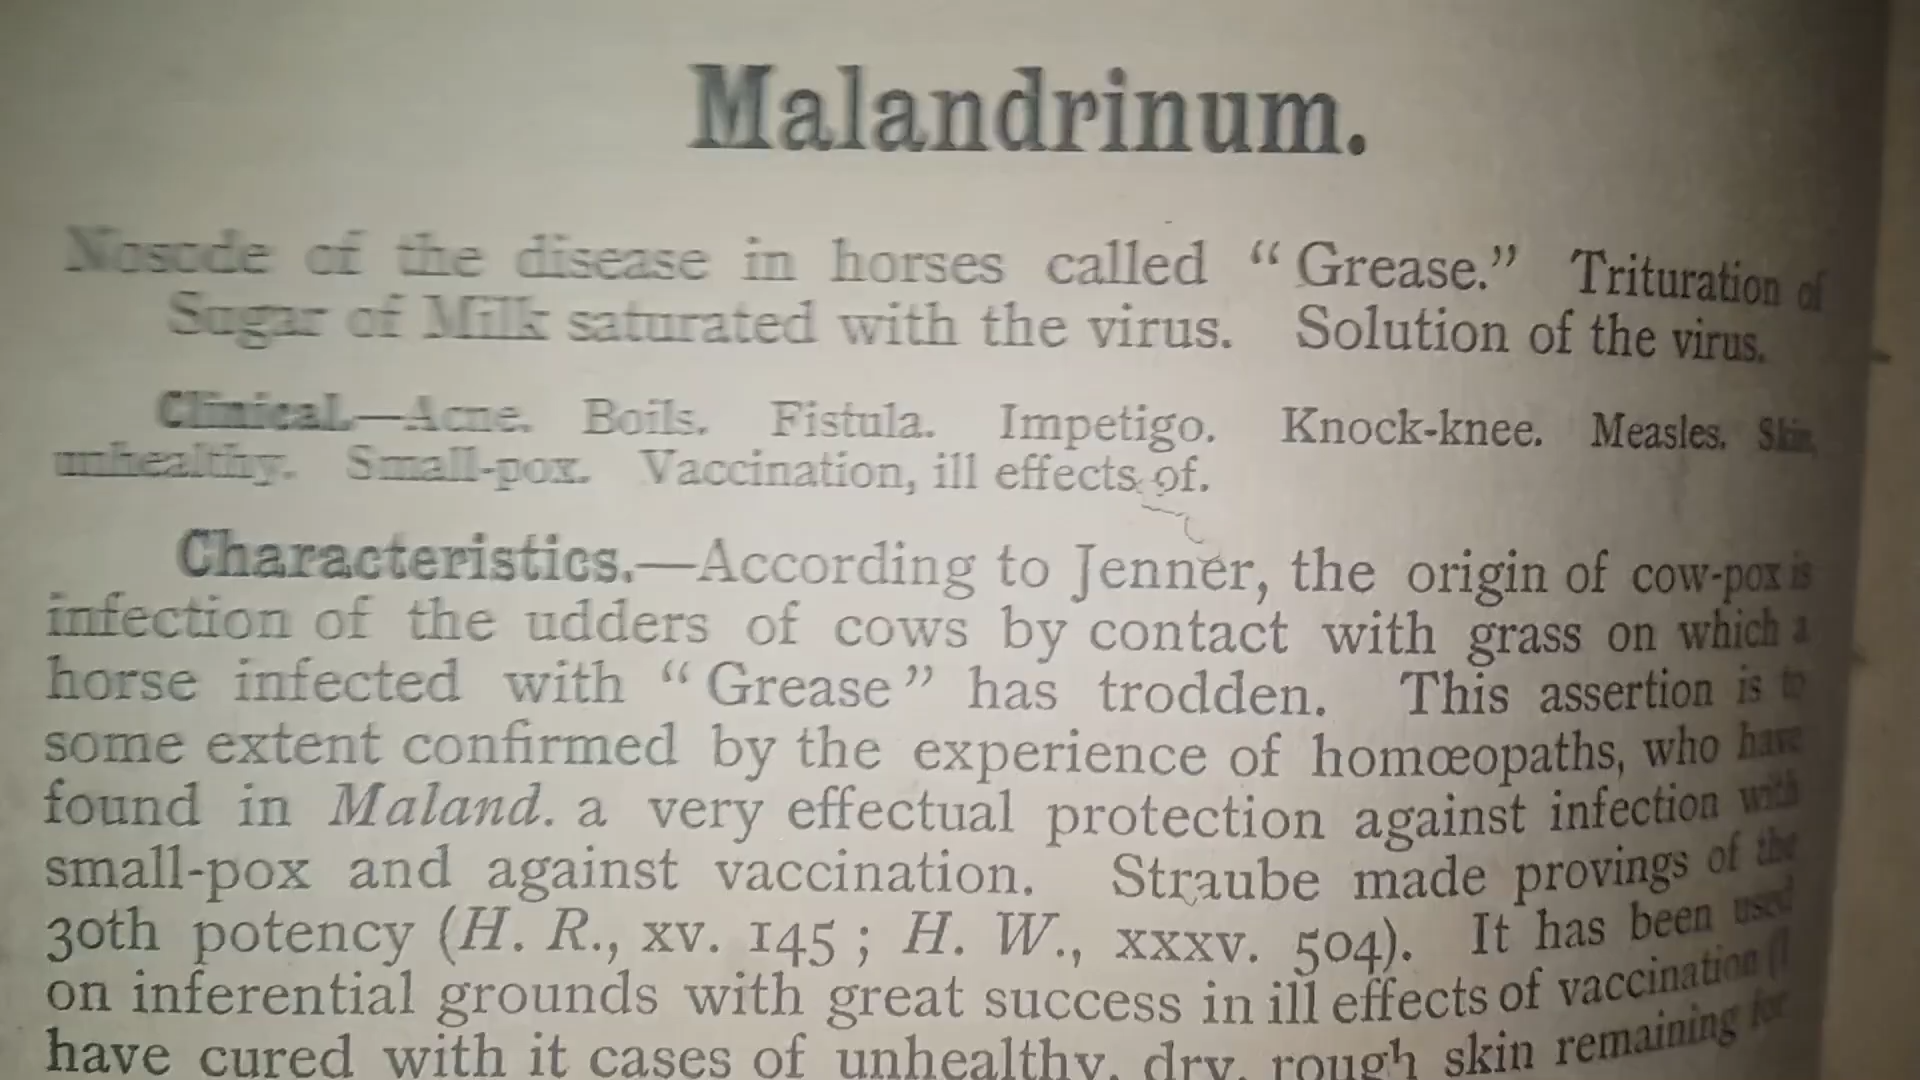 Malandrinum.
Nosode of the disease in horses called “Grease.” Trituration of
Sugar of Milk saturated with the virus. Solution of the virus.
Clinical.—Acne. Boils. Fistula. Impetigo. Knock-knee. Measles. Skin,
unhealthy. Small-pox. Vaccination, ill effects of.
Characteristics.—According to Jenner, the origin of cow-pox is
infection of the udders of cows by contact with grass on which a
horse infected with “Grease” has trodden. This assertion is to
some extent confirmed by the experience of homœopaths, who have
found in Maland. a very effectual protection against infection with
small-pox and against vaccination. Straube made provings of the
30th potency (H. R., xv. 145 ; H. W., xxxv. 504). It has been used
on inferential grounds with great success in ill effects of vaccination (I
have cured with it cases of unhealthy, dry, rough skin remaining for